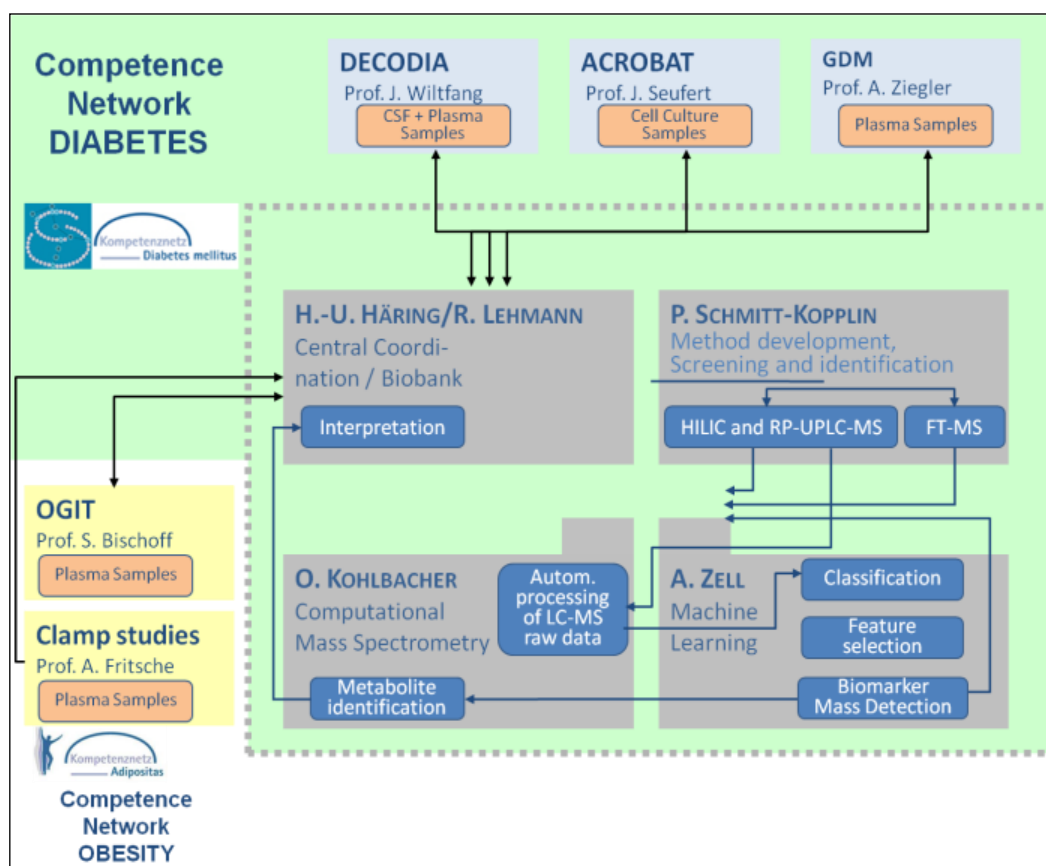 Competence
Network
DIABETES
DECODIA
Prof. J. Wiltfang
CSF + Plasma
Samples
ACROBAT
Prof. J. Seufert
Cell Culture
Samples
GDM
Prof. A. Ziegler
Plasma Samples
Kompetenznetz
Diabetes mellitus
H.-U. HÄRING/R. LEHMANN
Central Coordi-
nation / Biobank
Interpretation
P. SCHMITT-KOPPLIN
Method development,
Screening and identification
HILIC and RP-UPLC-MS
FT-MS
OGIT
Prof. S. Bischoff
Plasma Samples
Clamp studies
Prof. A. Fritsche
Plasma Samples
O. KOHLBACHER
Computational
Mass Spectrometry
Autom.
processing
of LC-MS
raw data
Metabolite
identification
A. ZELL
Machine
Learning
Classification
Feature
selection
Biomarker
Mass Detection
Kompetenznetz
Adipositas
Competence
Network
OBESITY